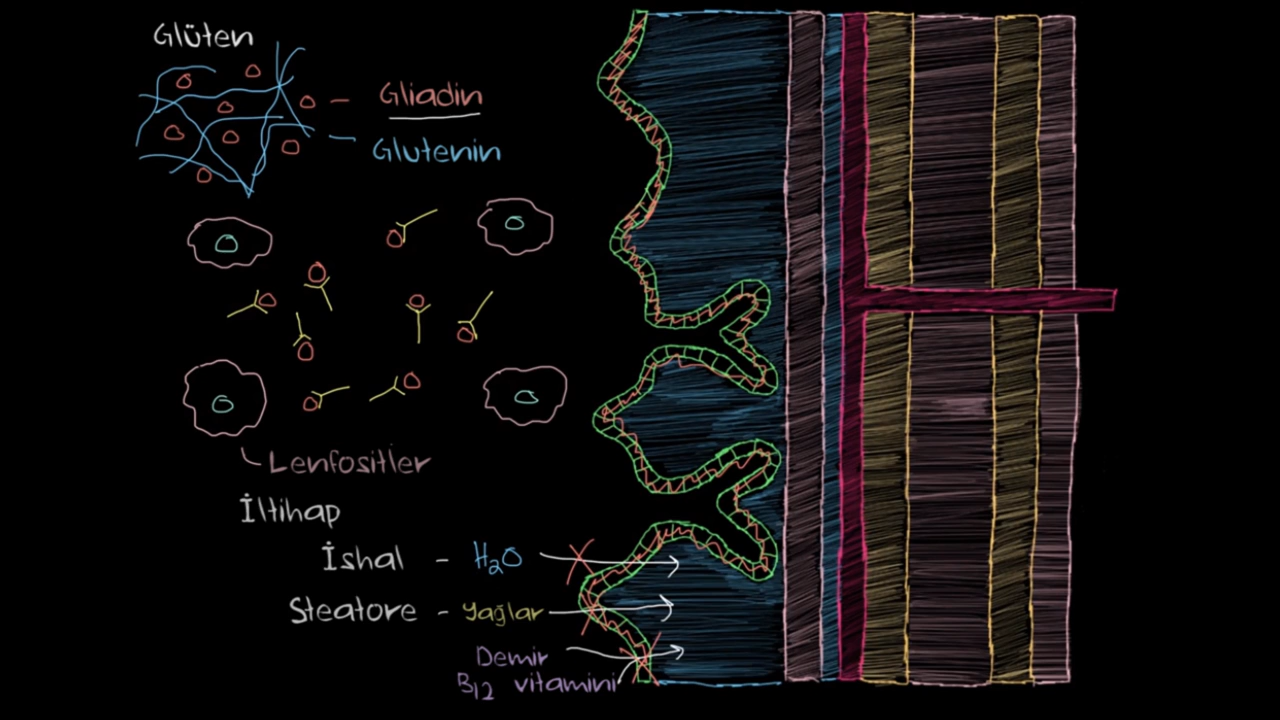 Glüten
Gliadin
Glutenin
Lenfositler
İltihap
İshal - H₂O
Steatore - Yağlar
Demir
B12 vitamini